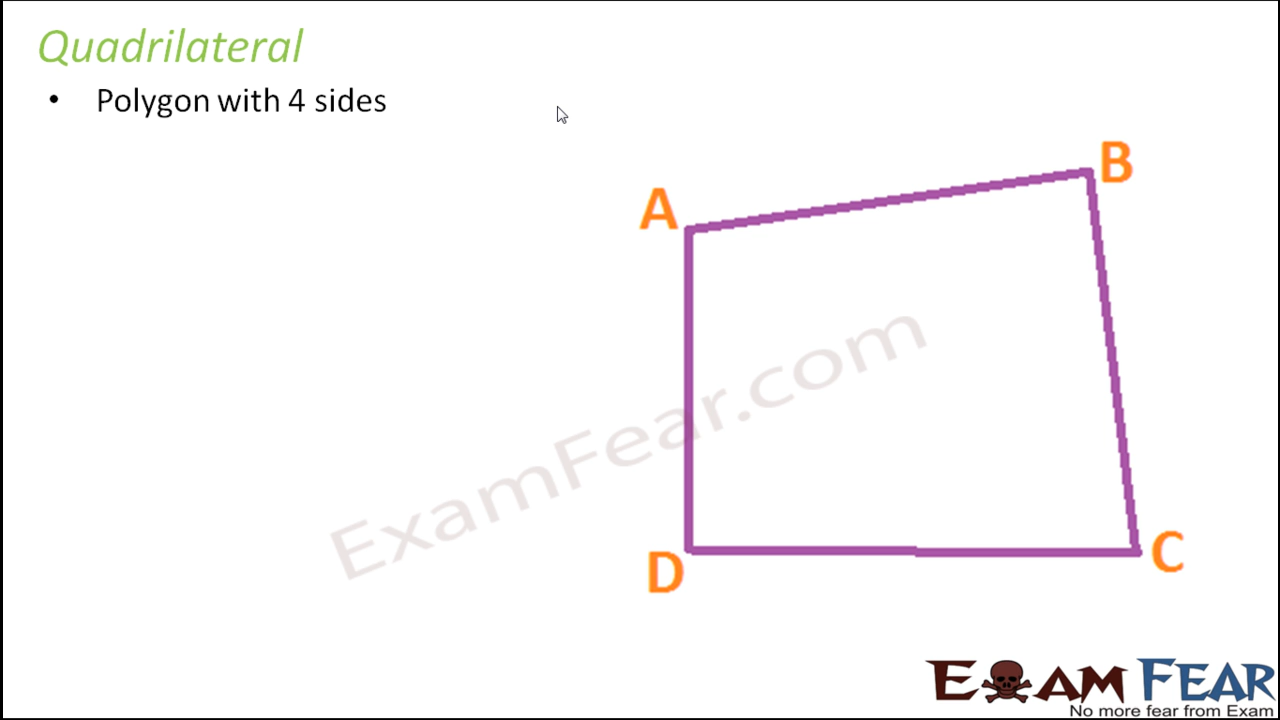 Quadrilateral
• Polygon with 4 sides
B
A
ExamFear.com
D
C
EXAM FEAR
No more fear from Exam